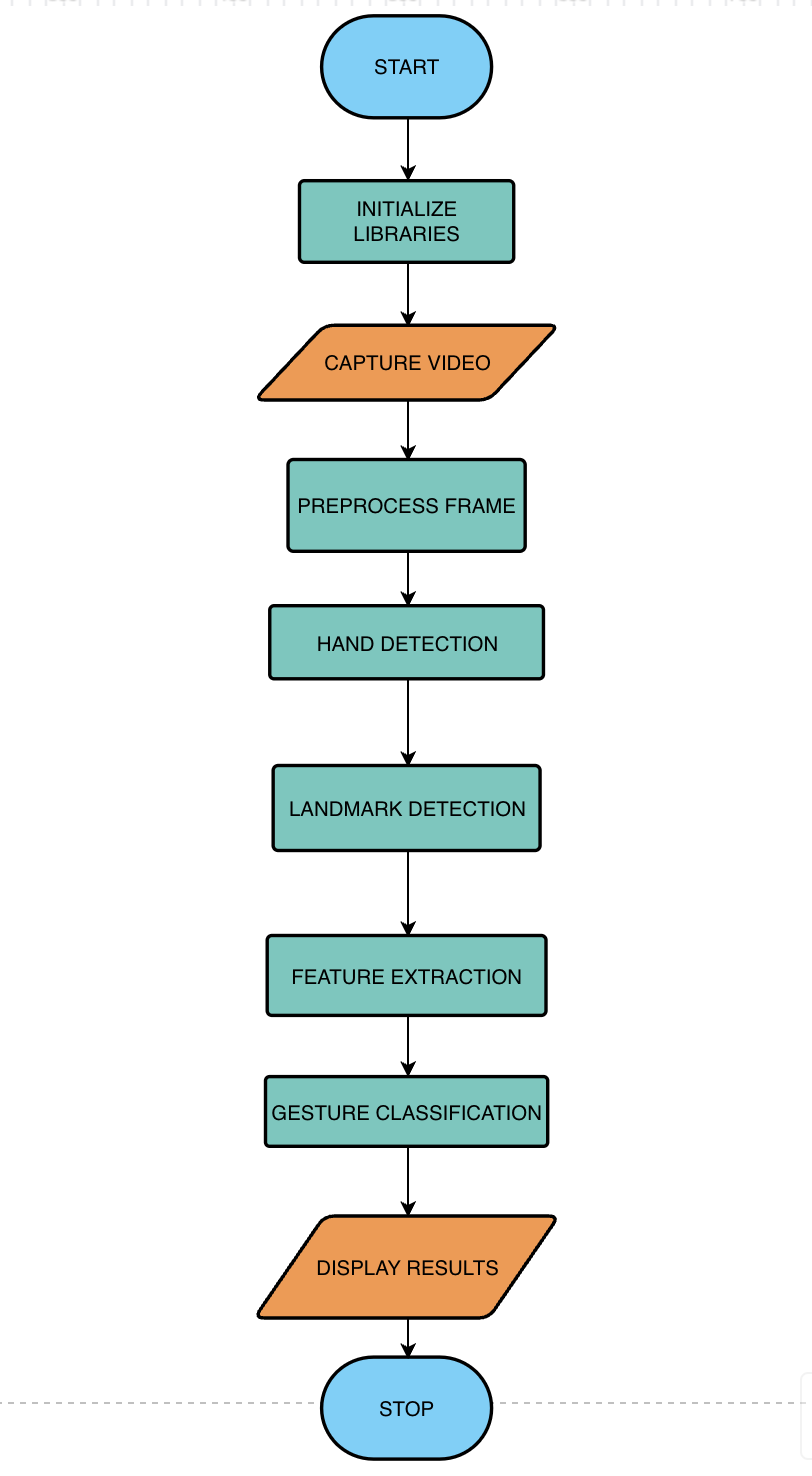 START
INITIALIZE
LIBRARIES
CAPTURE VIDEO
PREPROCESS FRAME
HAND DETECTION
LANDMARK DETECTION
FEATURE EXTRACTION
GESTURE CLASSIFICATION
DISPLAY RESULTS
STOP